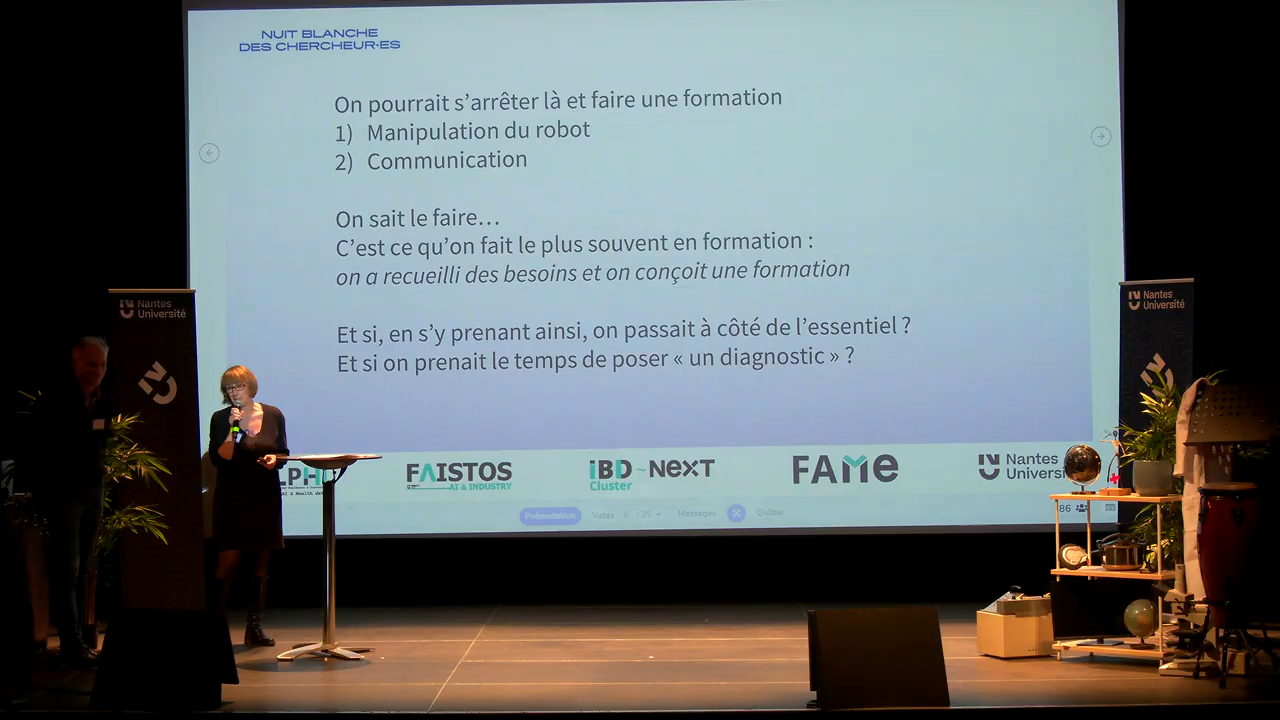 NUIT BLANCHE
DES CHERCHEUR·ES
On pourrait s'arrêter là et faire une formation
1) Manipulation du robot
2) Communication
On sait le faire…
C'est ce qu'on fait le plus souvent en formation :
on a recueilli des besoins et on conçoit une formation
Et si, en s'y prenant ainsi, on passait à côté de l'essentiel ?
Et si on prenait le temps de poser « un diagnostic » ?
Nantes
Université
Nantes
Université
FAISTOS
AI & INDUSTRY
iBD ~ NEXT
Cluster
FAME
Nantes
Présentation Votes 6 / 25 Messages Quitter
86